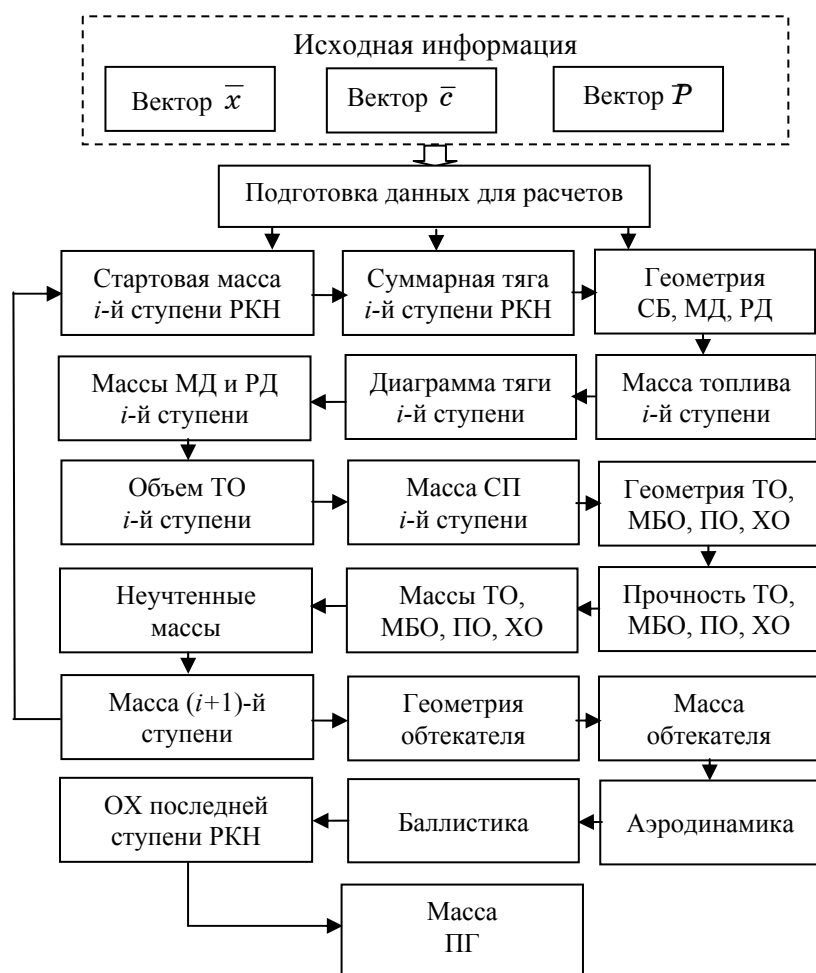 Исходная информация
Вектор x̄
Вектор c̄
Вектор P̄
Подготовка данных для расчетов
Стартовая масса
i-й ступени РКН
Суммарная тяга
i-й ступени РКН
Геометрия
СБ, МД, РД
Массы МД и РД
i-й ступени
Диаграмма тяги
i-й ступени
Масса топлива
i-й ступени
Объем ТО
i-й ступени
Масса СП
i-й ступени
Геометрия ТО,
МБО, ПО, ХО
Неучтенные
массы
Массы ТО,
МБО, ПО, ХО
Прочность ТО,
МБО, ПО, ХО
Масса (i+1)-й
ступени
Геометрия
обтекателя
Масса
обтекателя
ОХ последней
ступени РКН
Баллистика
Аэродинамика
Масса
ПГ